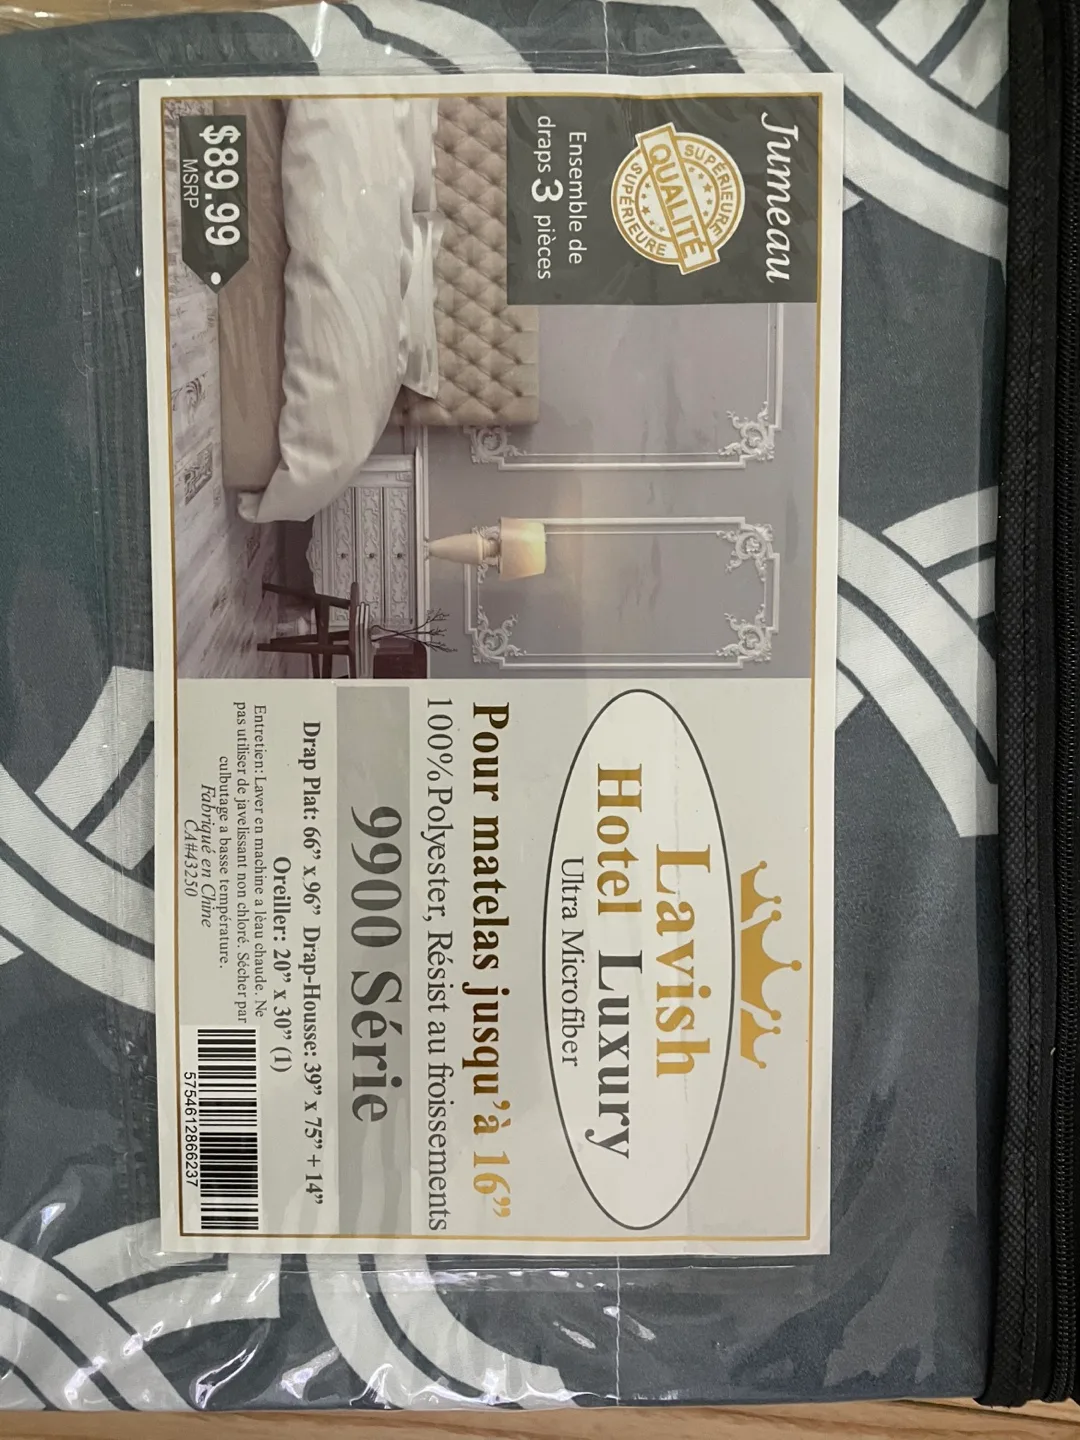 Jumeau
SUPÉRIEURE
QUALITÉ
SUPÉRIEURE
Ensemble de
draps 3 pièces
$89.99
MSRP
Lavish
Hotel Luxury
Ultra Microfiber
Pour matelas jusqu'à 16”
100%Polyester, Résist au froissements
9900 Série
Drap Plat: 66” x 96” Drap-Housse: 39” x 75” + 14”
Oreiller: 20” x 30” (1)
Entretien: Laver en machine a lèau chaude. Ne
pas utiliser de javelissant non chloré. Sécher par
culbutage a basse température.
Fabriqué en Chine
CA#43250
5754612866237